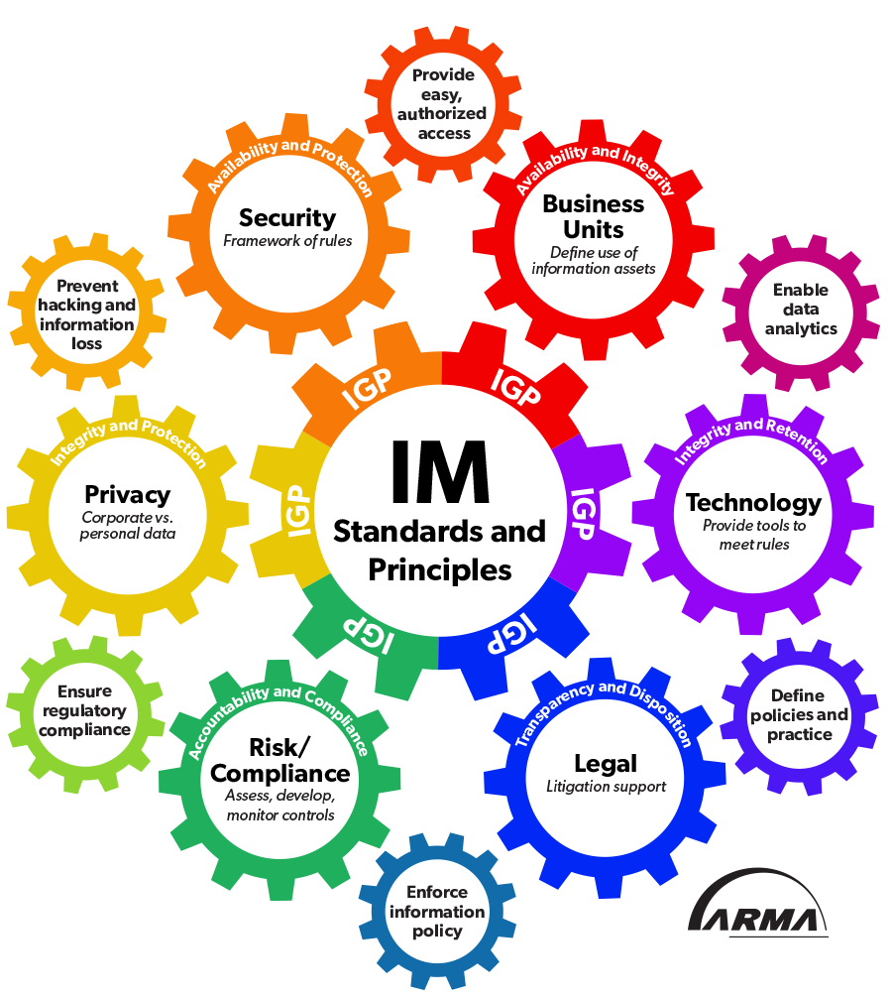 Provide
easy,
authorized
access
Availability and Protection
Security
Framework of rules
Availability and Integrity
Business
Units
Define use of
information assets
Prevent
hacking and
information
loss
Enable
data
analytics
IGP
IGP
IGP
IGP
IGP
IGP
IM
Standards and
Principles
Integrity and Protection
Privacy
Corporate vs.
personal data
Integrity and Retention
Technology
Provide tools to
meet rules
Ensure
regulatory
compliance
Define
policies and
practice
Accountability and Compliance
Risk/
Compliance
Assess, develop,
monitor controls
Transparency and Disposition
Legal
Litigation support
Enforce
information
policy
ARMA